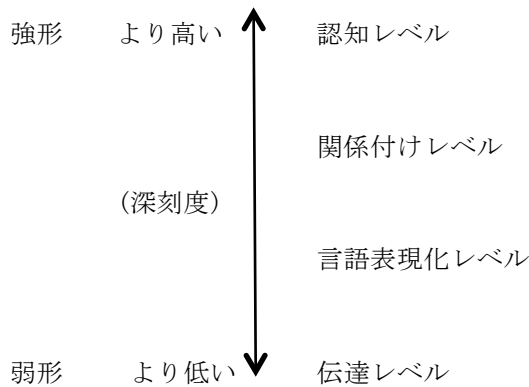 強形 より高い 認知レベル
関係付けレベル
(深刻度)
言語表現化レベル
弱形 より低い 伝達レベル